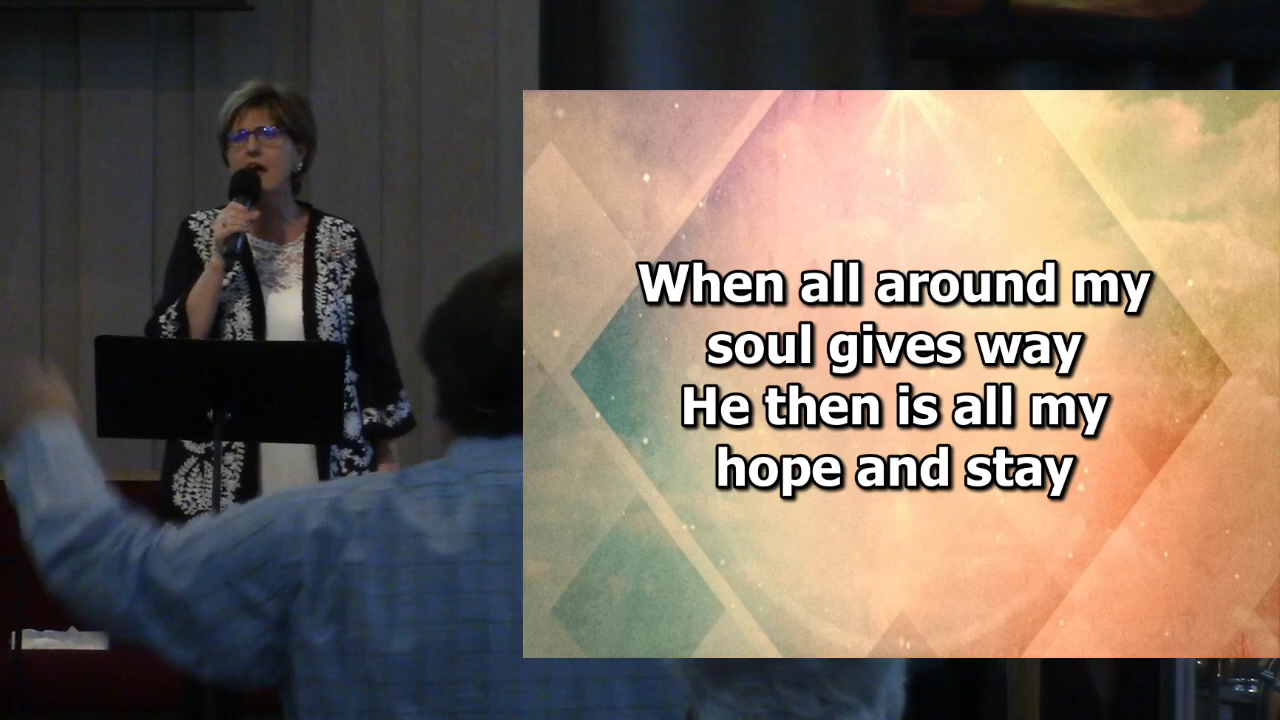 When all around my
soul gives way
He then is all my
hope and stay